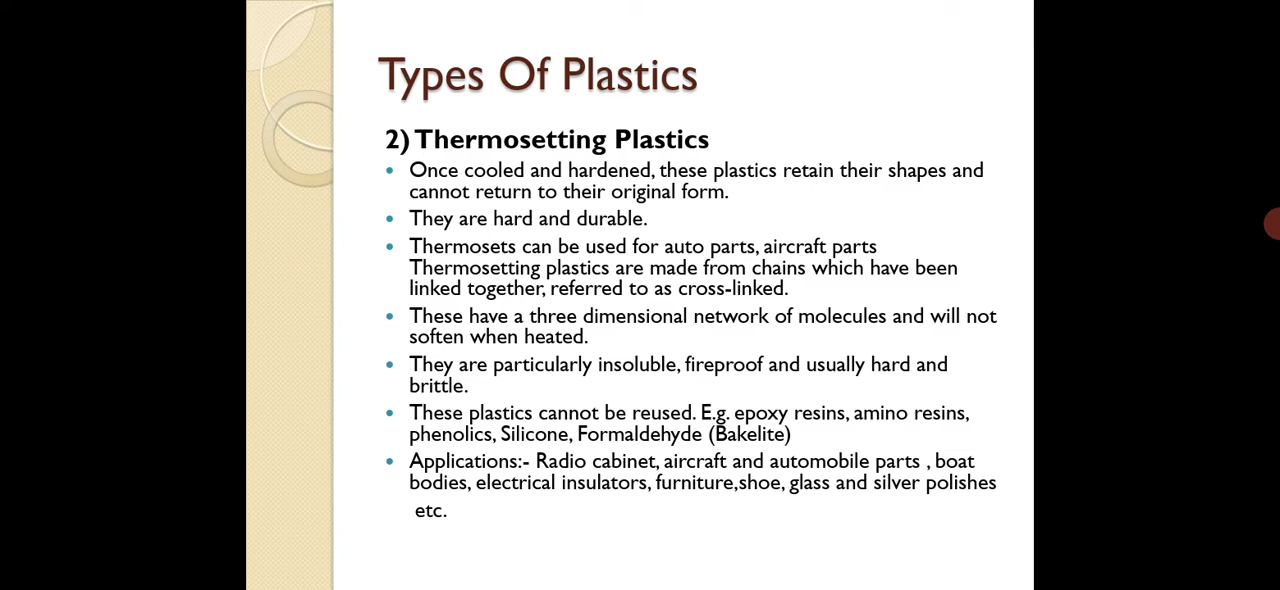 Types Of Plastics
2) Thermosetting Plastics
• Once cooled and hardened, these plastics retain their shapes and
cannot return to their original form.
• They are hard and durable.
• Thermosets can be used for auto parts, aircraft parts
Thermosetting plastics are made from chains which have been
linked together, referred to as cross-linked.
• These have a three dimensional network of molecules and will not
soften when heated.
• They are particularly insoluble, fireproof and usually hard and
brittle.
• These plastics cannot be reused. E.g. epoxy resins, amino resins,
phenolics, Silicone, Formaldehyde (Bakelite)
• Applications:- Radio cabinet, aircraft and automobile parts , boat
bodies, electrical insulators, furniture,shoe, glass and silver polishes
etc.